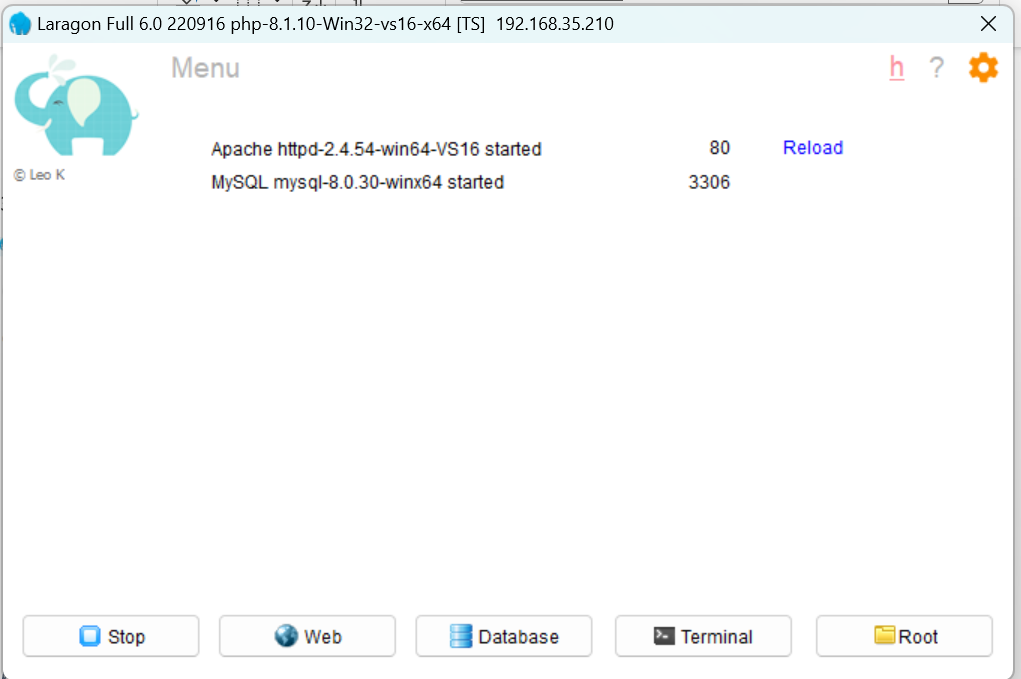 Laragon Full 6.0 220916 php-8.1.10-Win32-vs16-x64 [TS] 192.168.35.210
Menu
h ?
© Leo K
Apache httpd-2.4.54-win64-VS16 started 80 Reload
MySQL mysql-8.0.30-winx64 started 3306
Stop Web Database Terminal Root